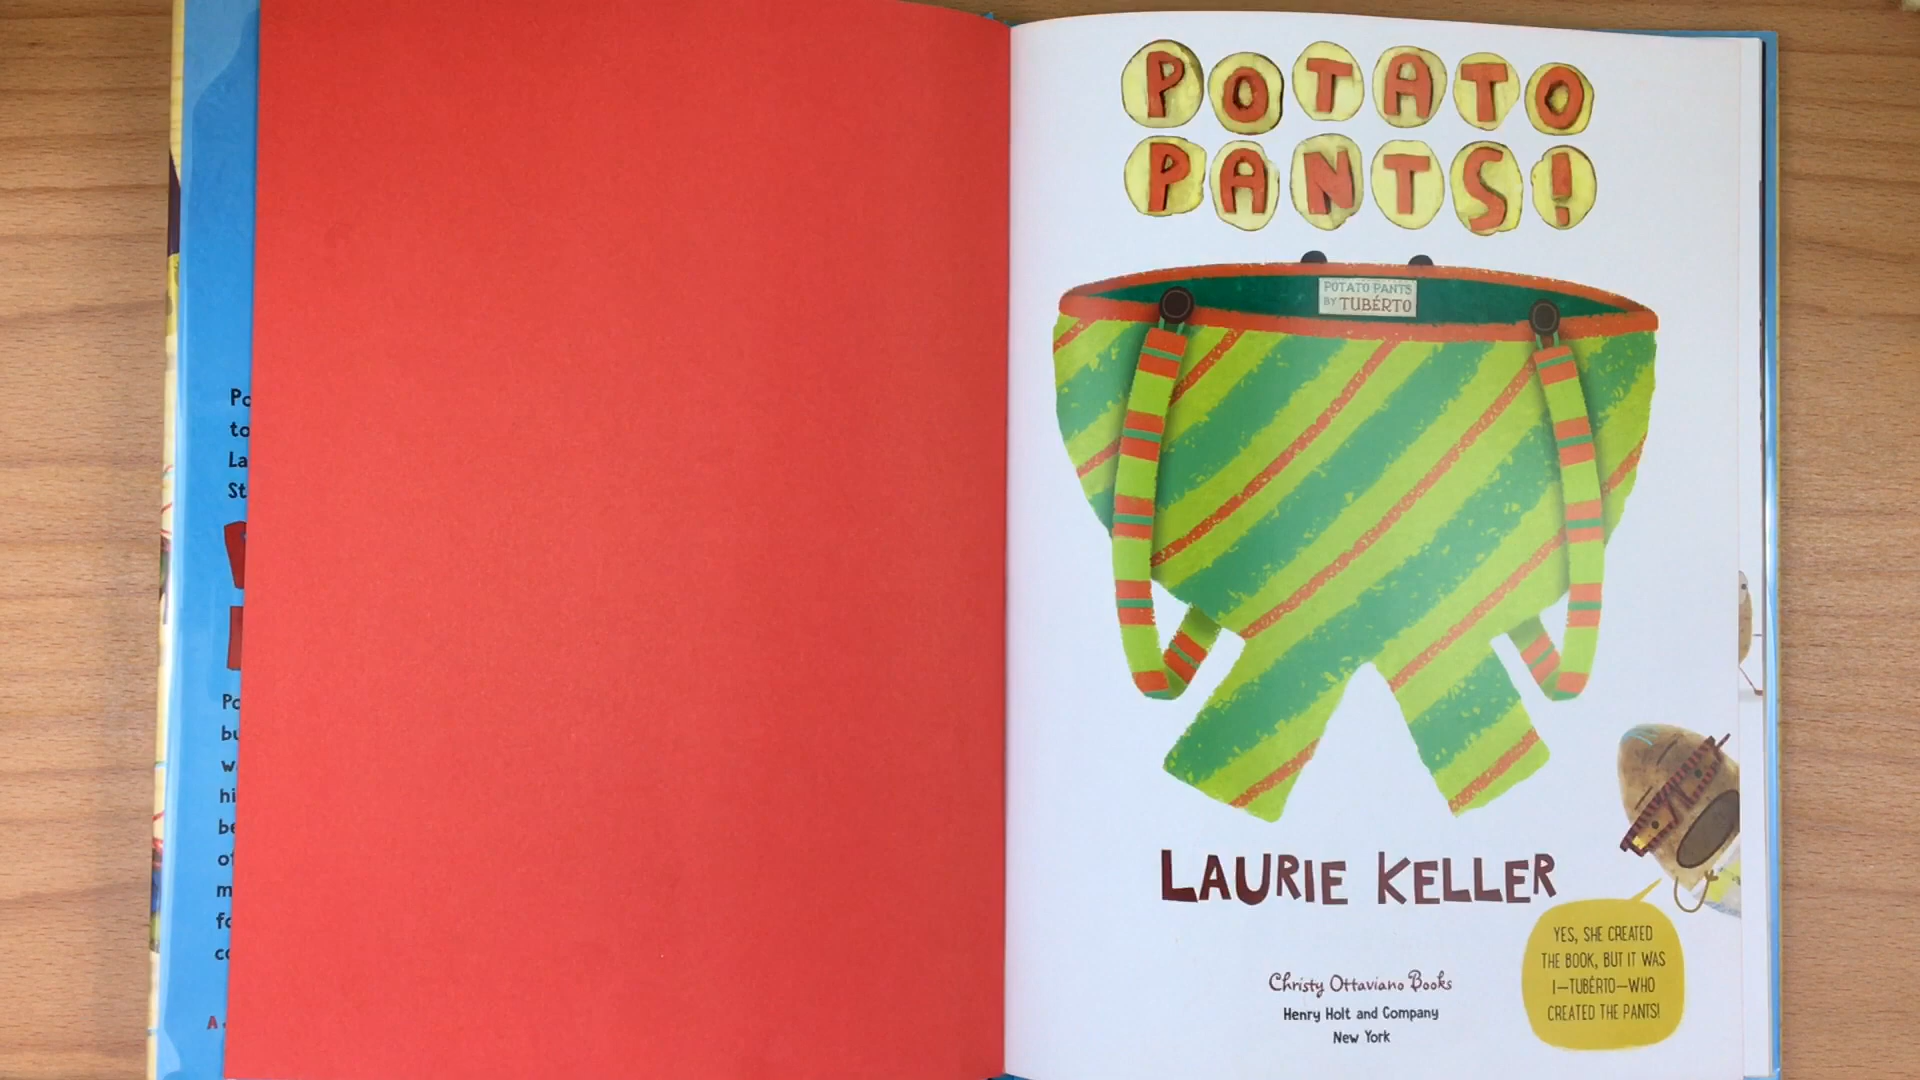 POTATO
PANTS!
POTATO PANTS
BY TUBÉRTO
LAURIE KELLER
YES, SHE CREATED
THE BOOK, BUT IT WAS
I—TUBÉRTO—WHO
CREATED THE PANTS!
Christy Ottaviano Books
Henry Holt and Company
New York